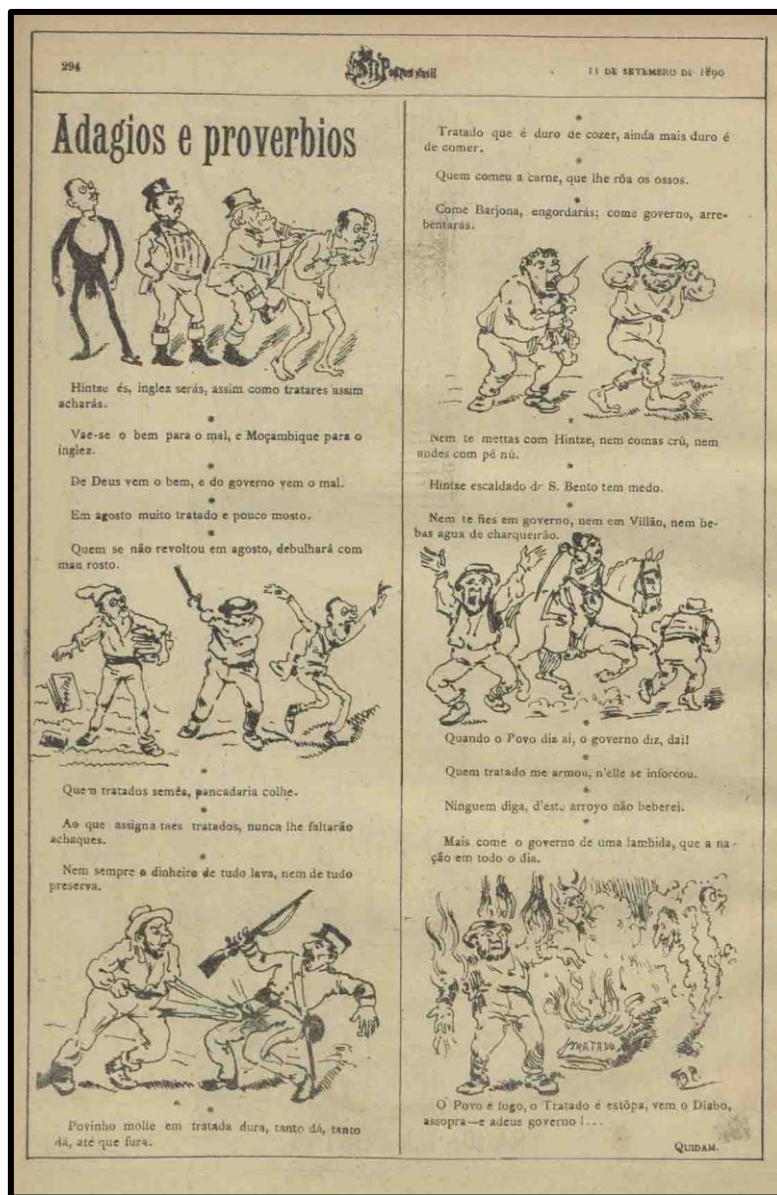 294
Pontos nos ii
11 DE SETEMBRO DE 1890
Adagios e proverbios
Hintze és, inglez serás, assim como tratares assim
acharás.
*
Vae-se o bem para o mal, e Moçambique para o
inglez.
*
De Deus vem o bem, e do governo vem o mal.
*
Em agosto muito tratado e pouco mosto.
*
Quem se não revoltou em agosto, debulhará com
mau rosto.
*
Quem tratados semêa, pancadaria colhe.
*
Ao que assigna taes tratados, nunca lhe faltarão
achaques.
*
Nem sempre o dinheiro de tudo lava, nem de tudo
preserva.
*
Povinho molle em tratada dura, tanto dá, tanto
dá, até que fura.
*
Tratado que é duro de cozer, ainda mais duro é
de comer.
*
Quem comeu a carne, que lhe rôa os ossos.
*
Come Barjona, engordarás; come governo, arre-
bentarás.
*
Nem te mettas com Hintze, nem comas crú, nem
andes com pé nú.
*
Hintze escaldado de S. Bento tem medo.
*
Nem te fies em governo, nem em Villão, nem be-
bas agua de charqueirão.
*
Quando o Povo diz ai, o governo diz, dai!
*
Quem tratado me armou, n'elle se inforcou.
*
Ninguem diga, d'este arroyo não beberei.
*
Mais come o governo de uma lambida, que a na-
ção em todo o dia.
TRATADO
O Povo é fogo, o Tratado é estôpa, vem o Diabo,
assopra—e adeus governo!...
QUIDAM.